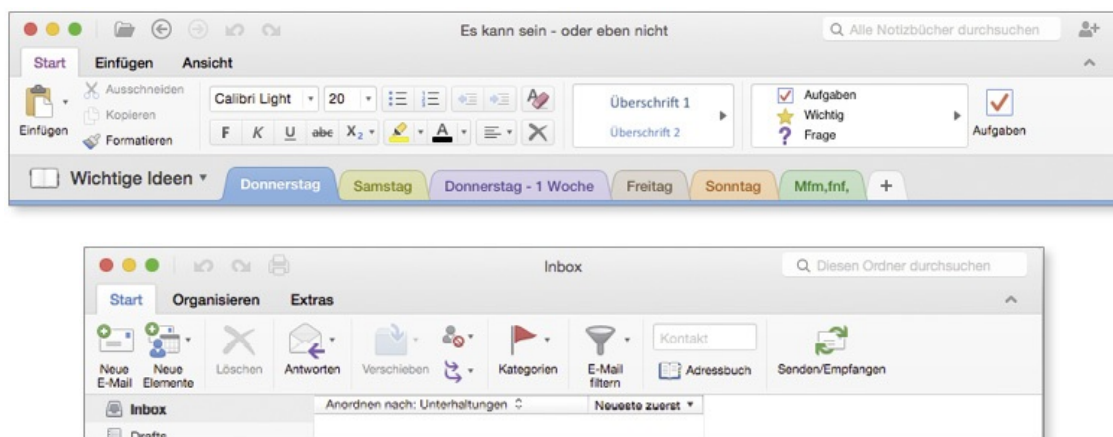 Es kann sein - oder eben nicht
Alle Notizbücher durchsuchen
Start Einfügen Ansicht
Einfügen
Ausschneiden
Kopieren
Formatieren
Calibri Light 20
F K U abc X2 A
Überschrift 1
Überschrift 2
Aufgaben
Wichtig
? Frage
Aufgaben
Wichtige Ideen Donnerstag Samstag Donnerstag - 1 Woche Freitag Sonntag Mfm,fnf, +
Inbox
Diesen Ordner durchsuchen
Start Organisieren Extras
Neue
E-Mail
Neue
Elemente
Löschen
Antworten
Verschieben
Kategorien
E-Mail
filtern
Kontakt
Adressbuch
Senden/Empfangen
Inbox
Anordnen nach: Unterhaltungen
Neueste zuerst
Drafts